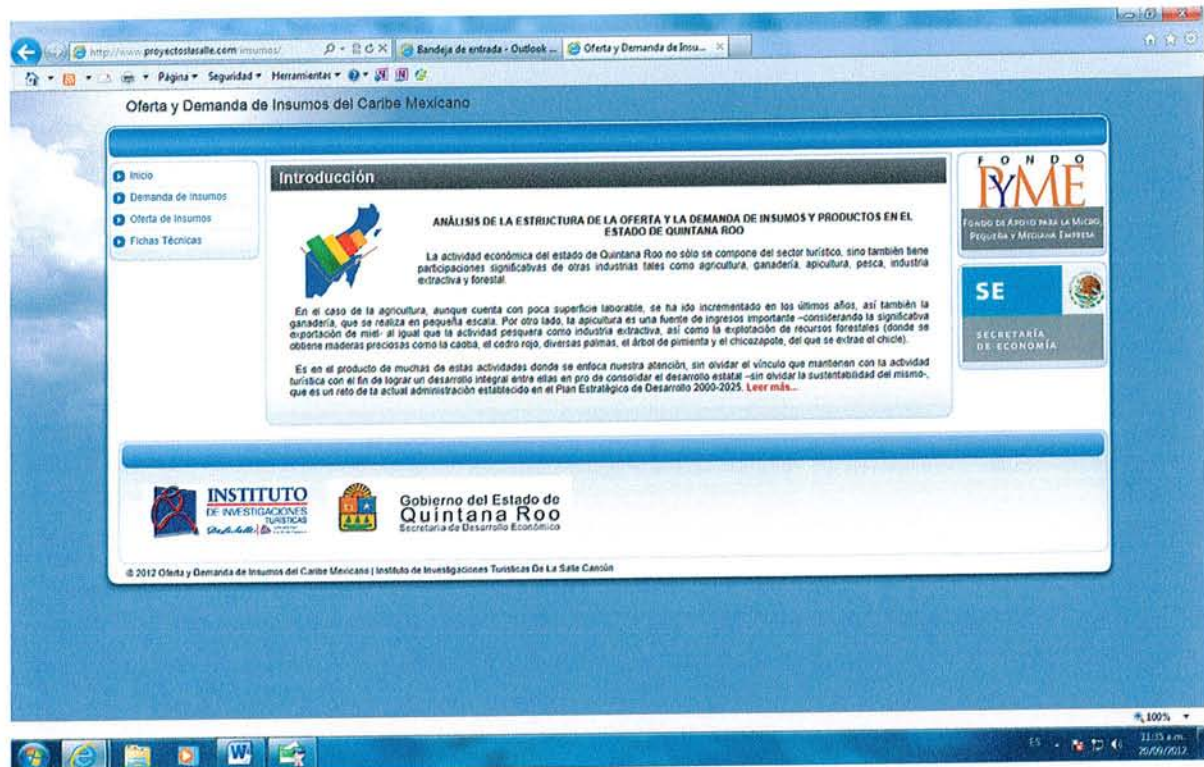 http://www.proyectoslasalle.com/insumos/
Bandeja de entrada - Outlook ...
Oferta y Demanda de Insu...
Página Seguridad Herramientas
Oferta y Demanda de Insumos del Caribe Mexicano
Inicio
Demanda de Insumos
Oferta de Insumos
Fichas Técnicas
Introducción
ANÁLISIS DE LA ESTRUCTURA DE LA OFERTA Y LA DEMANDA DE INSUMOS Y PRODUCTOS EN EL
ESTADO DE QUINTANA ROO
La actividad económica del estado de Quintana Roo no sólo se compone del sector turístico, sino también tiene
participaciones significativas de otras industrias tales como agricultura, ganadería, apicultura, pesca, industria
extractiva y forestal.
En el caso de la agricultura, aunque cuenta con poca superficie laborable, se ha ido incrementado en los últimos años, así también la
ganadería, que se realiza en pequeña escala. Por otro lado, la apicultura es una fuente de ingresos importante –considerando la significativa
exportación de miel- al igual que la actividad pesquera como industria extractiva, así como la explotación de recursos forestales (donde se
obtiene maderas preciosas como la caoba, el cedro rojo, diversas palmas, el árbol de pimienta y el chicozapote, del que se extrae el chicle).
Es en el producto de muchas de estas actividades donde se enfoca nuestra atención, sin olvidar el vínculo que mantienen con la actividad
turística con el fin de lograr un desarrollo integral entre ellas en pro de consolidar el desarrollo estatal –sin olvidar la sustentabilidad del mismo-,
que es un reto de la actual administración establecido en el Plan Estratégico de Desarrollo 2000-2025. Leer más...
FONDO
PYME
FONDO DE APOYO PARA LA MICRO,
PEQUEÑA Y MEDIANA EMPRESA
SE
SECRETARÍA
DE ECONOMÍA
INSTITUTO
DE INVESTIGACIONES
TURÍSTICAS
De La Salle
Gobierno del Estado de
Quintana Roo
Secretaría de Desarrollo Económico
© 2012 Oferta y Demanda de Insumos del Caribe Mexicano | Instituto de Investigaciones Turísticas De La Salle Cancún
100%
ES
11:35 a.m.
20/09/2012